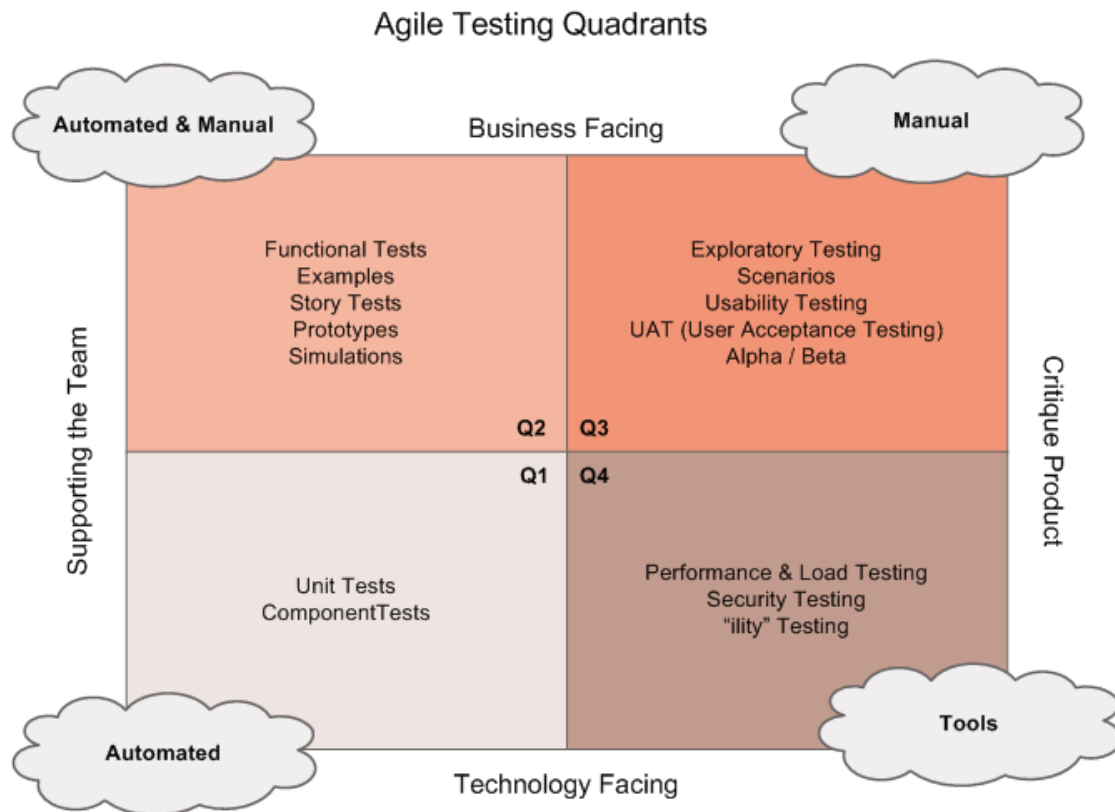 Agile Testing Quadrants
Automated & Manual
Business Facing
Manual
Functional Tests
Examples
Story Tests
Prototypes
Simulations
Exploratory Testing
Scenarios
Usability Testing
UAT (User Acceptance Testing)
Alpha / Beta
Supporting the Team
Critique Product
Q2
Q3
Q1
Q4
Unit Tests
ComponentTests
Performance & Load Testing
Security Testing
“ility” Testing
Automated
Technology Facing
Tools